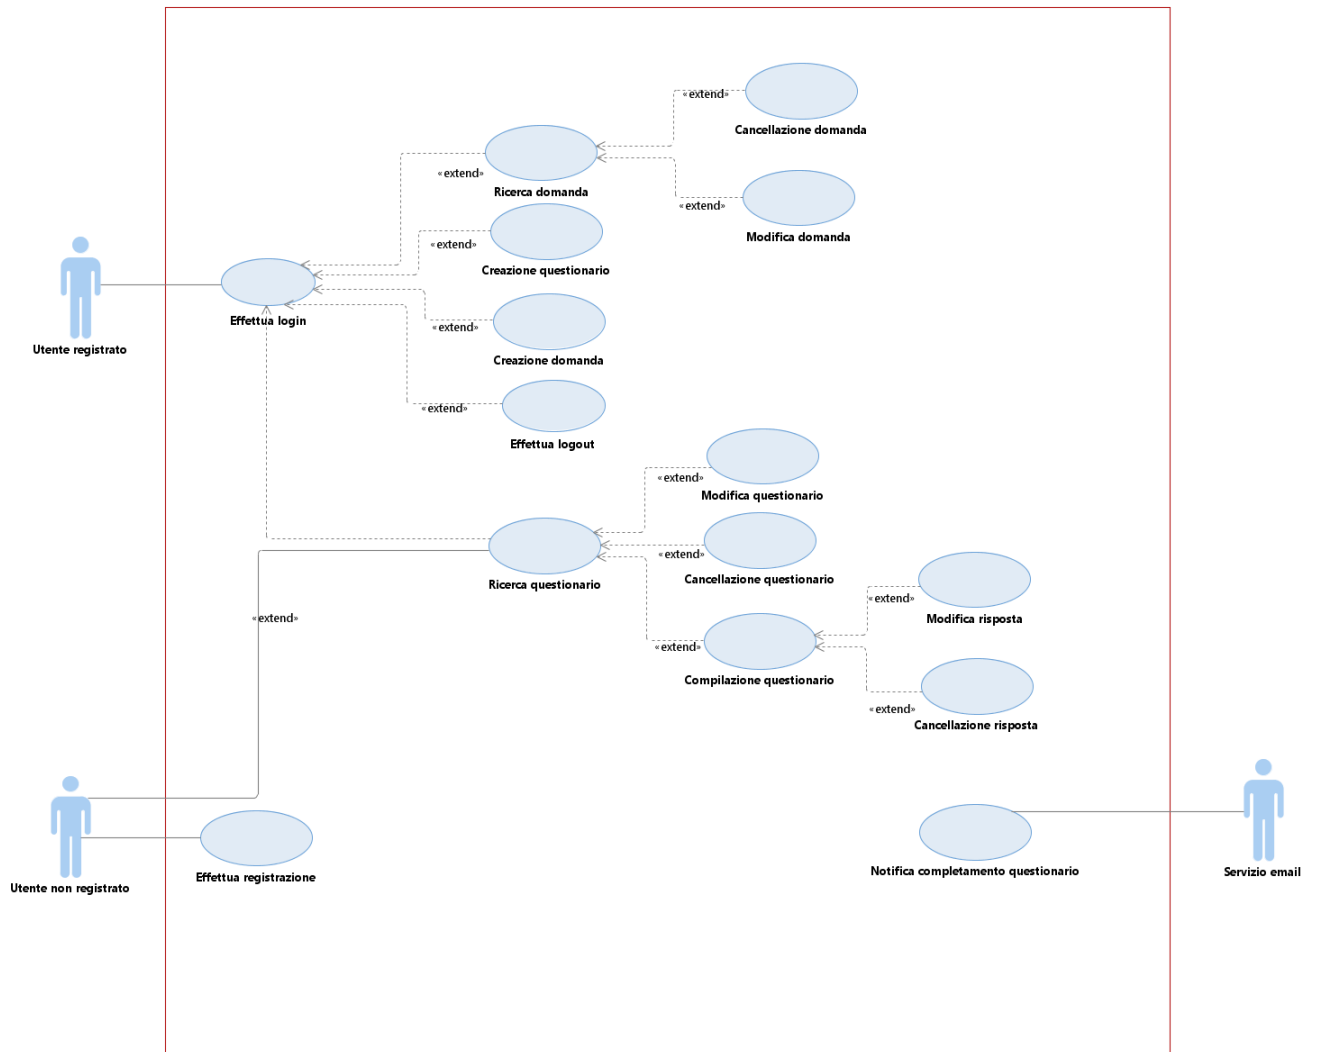 «extend»
Cancellazione domanda
«extend»
Ricerca domanda
«extend»
Modifica domanda
«extend»
Creazione questionario
Effettua login
«extend»
Utente registrato
Creazione domanda
«extend»
Effettua logout
«extend»
Modifica questionario
«extend»
Cancellazione questionario
Ricerca questionario
«extend»
Modifica risposta
«extend»
«extend»
Compilazione questionario
«extend»
Cancellazione risposta
Effettua registrazione
Utente non registrato
Notifica completamento questionario
Servizio email